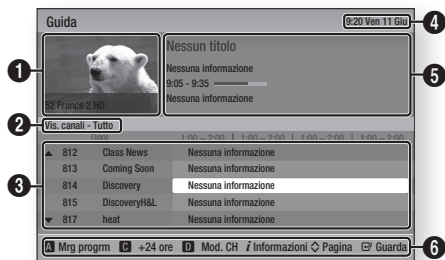 Guida
9:20 Ven 11 Giu
Nessun titolo
Nessuna informazione
9:05 - 9:35
Nessuna informazione
52 France 2 HD
Vis. canali - Tutto
Oggi 1:00 – 2:00 1:00 – 2:00 1:00 – 2:00 1:00 – 2:00
▲ 812 Class News Nessuna informazione
813 Coming Soon Nessuna informazione
814 Discovery Nessuna informazione
815 DiscoveryH&L Nessuna informazione
▼ 817 heat Nessuna informazione
A Mrg progrm C +24 ore D Mod. CH i Informazioni Pagina Guarda
1
2
3
4
5
6